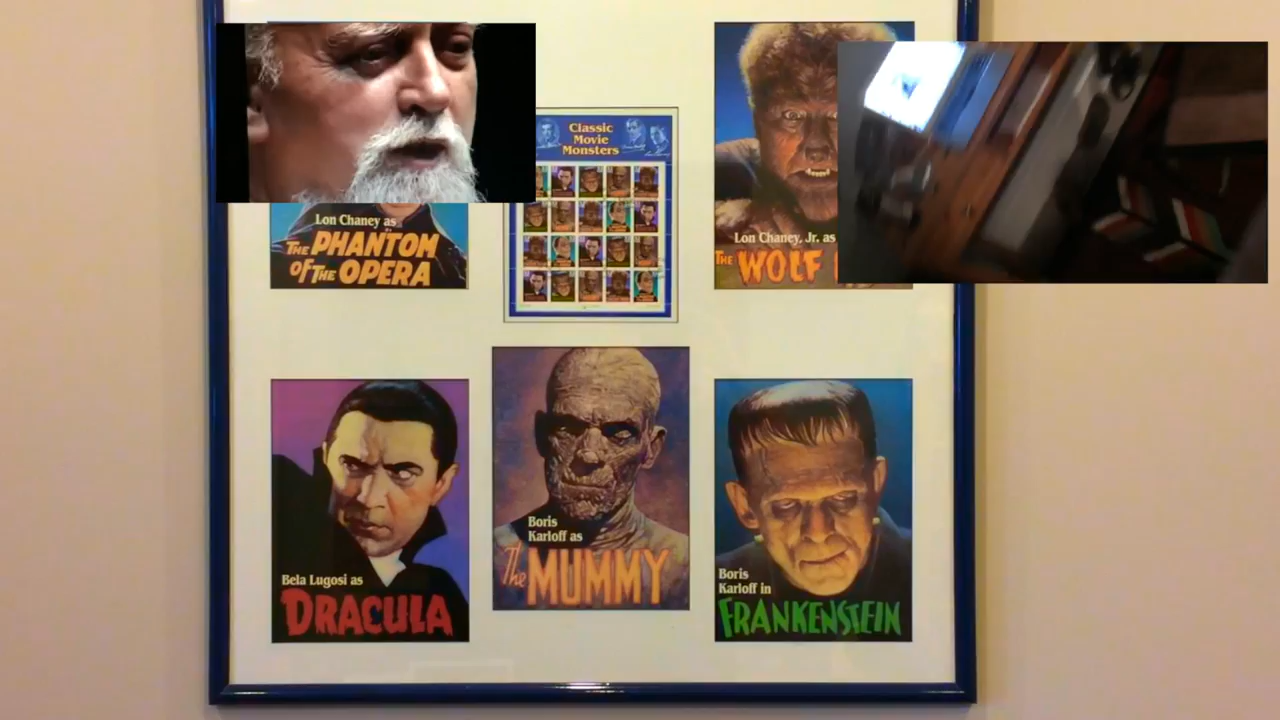 Classic
Movie
Monsters
Lon Chaney as
THE PHANTOM
OF THE OPERA
Lon Chaney, Jr. as
THE WOLF
Bela Lugosi as
DRACULA
Boris
Karloff as
The MUMMY
Boris
Karloff in
FRANKENSTEIN